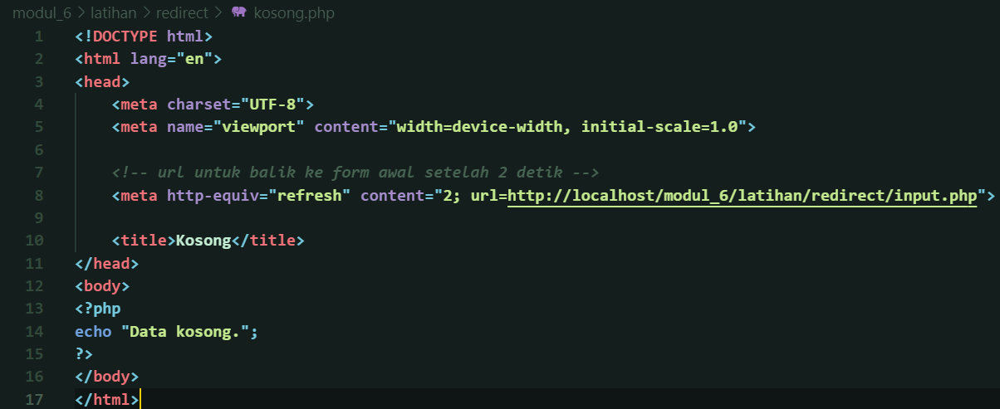 modul_6 > latihan > redirect > kosong.php
1 <!DOCTYPE html>
2 <html lang="en">
3 <head>
4     <meta charset="UTF-8">
5     <meta name="viewport" content="width=device-width, initial-scale=1.0">
6
7     <!-- url untuk balik ke form awal setelah 2 detik -->
8     <meta http-equiv="refresh" content="2; url=http://localhost/modul_6/latihan/redirect/input.php">
9
10     <title>Kosong</title>
11 </head>
12 <body>
13 <?php
14 echo "Data kosong.";
15 ?>
16 </body>
17 </html>